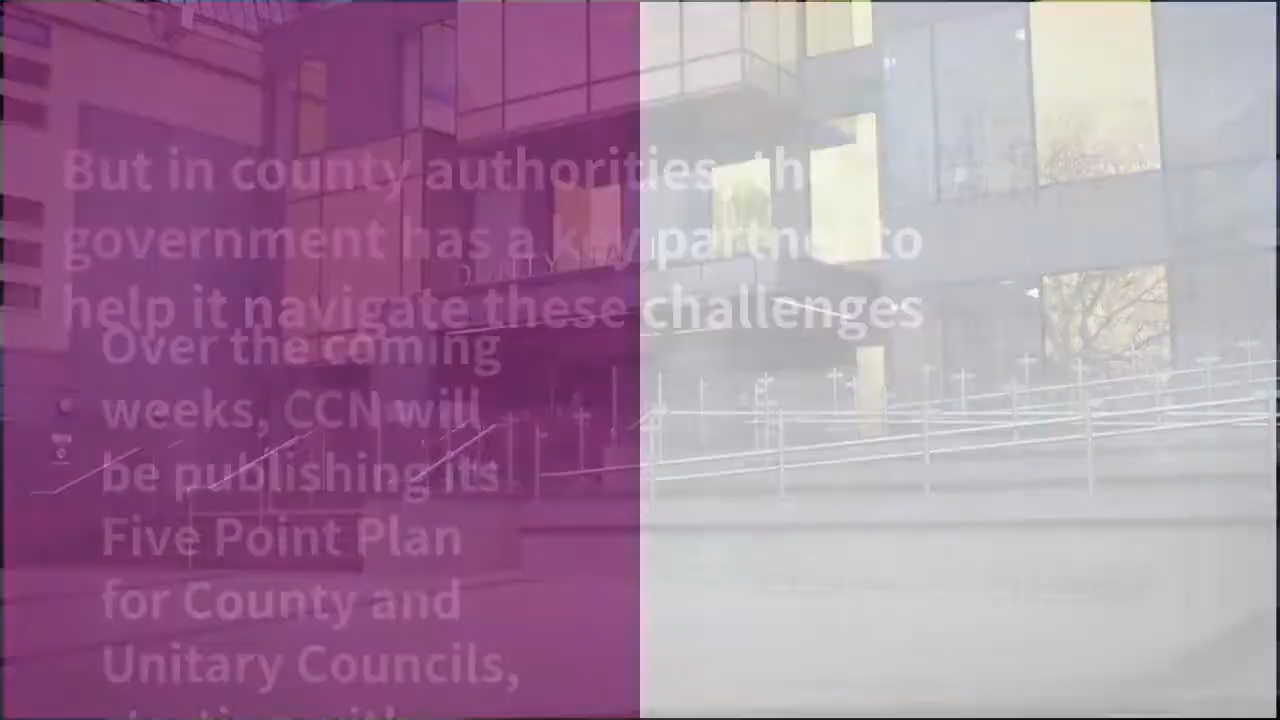 But in county authorities, the
government has a key partner to
help it navigate these challenges
Over the coming
weeks, CCN will
be publishing its
Five Point Plan
for County and
Unitary Councils,